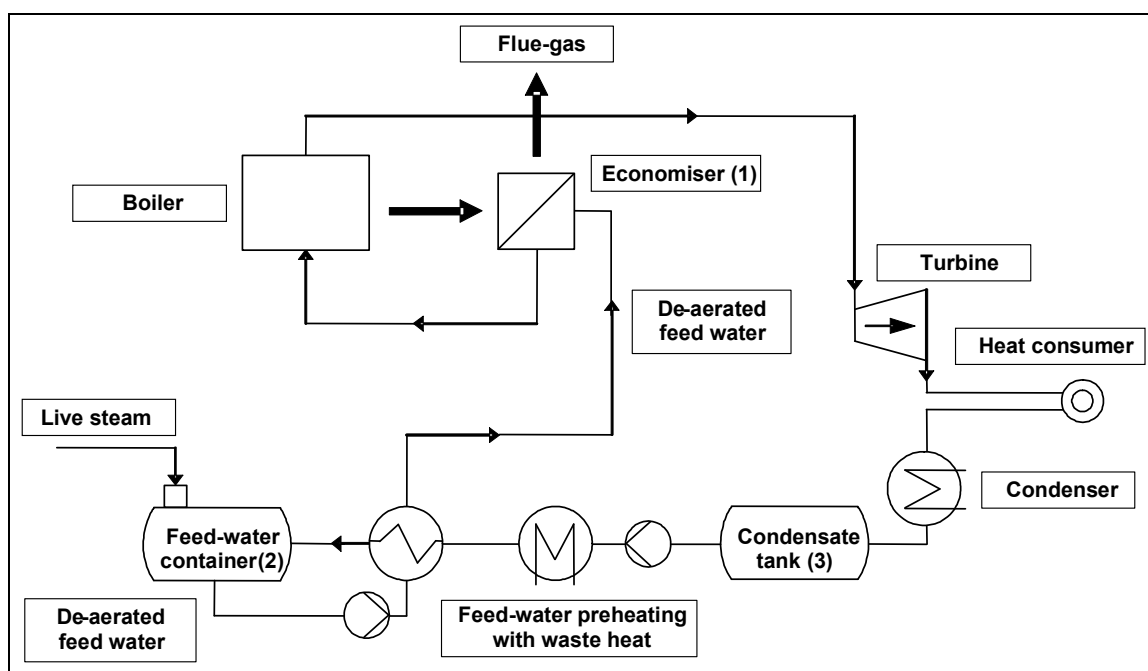 Flue-gas
Economiser (1)
Boiler
Turbine
De-aerated
feed water
Heat consumer
Live steam
Condenser
Feed-water
container(2)
Condensate
tank (3)
De-aerated
feed water
Feed-water preheating
with waste heat